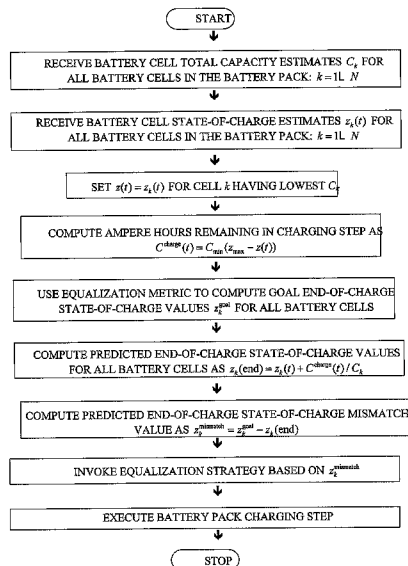 START
RECEIVE BATTERY CELL TOTAL CAPACITY ESTIMATES C_k FOR
ALL BATTERY CELLS IN THE BATTERY PACK: k=1L N
RECEIVE BATTERY CELL STATE-OF-CHARGE ESTIMATES z_k(t) FOR
ALL BATTERY CELLS IN THE BATTERY PACK: k=1L N
SET z(t)=z_k(t) FOR CELL k HAVING LOWEST C_k
COMPUTE AMPERE HOURS REMAINING IN CHARGING STEP AS
C^charge(t)=C_min(z_max-z(t))
USE EQUALIZATION METRIC TO COMPUTE GOAL END-OF-CHARGE
STATE-OF-CHARGE VALUES z_k^goal FOR ALL BATTERY CELLS
COMPUTE PREDICTED END-OF-CHARGE STATE-OF-CHARGE VALUES
FOR ALL BATTERY CELLS AS z_k(end)=z_k(t)+C^charge(t)/C_k
COMPUTE PREDICTED END-OF-CHARGE STATE-OF-CHARGE MISMATCH
VALUE AS z_k^mismatch=z_k^goal-z_k(end)
INVOKE EQUALIZATION STRATEGY BASED ON z_k^mismatch
EXECUTE BATTERY PACK CHARGING STEP
STOP